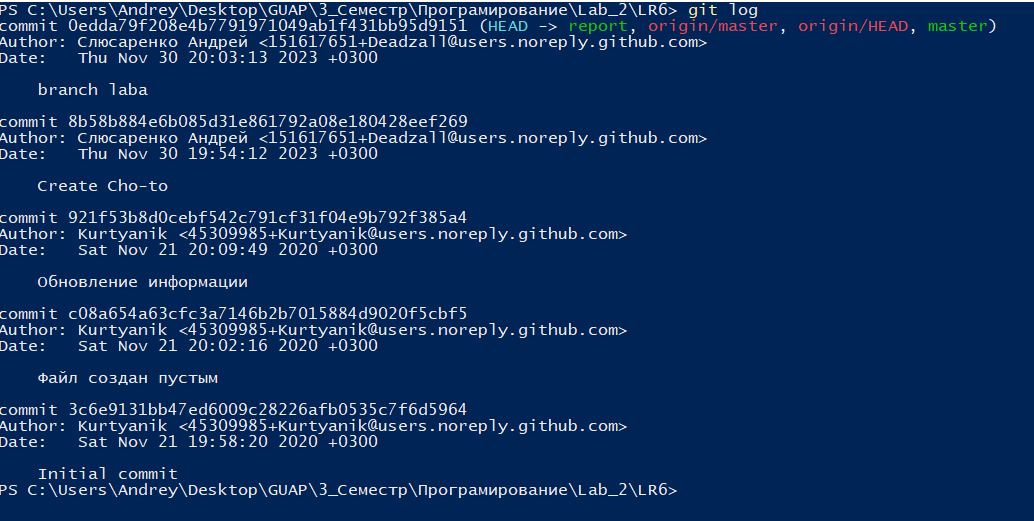 PS C:\Users\Andrey\Desktop\GUAP\3_Семестр\Програмирование\Lab_2\LR6> git log
commit 0edda79f208e4b7791971049ab1f431bb95d9151 (HEAD -> report, origin/master, origin/HEAD, master)
Author: Слюсаренко Андрей <151617651+Deadzall@users.noreply.github.com>
Date:   Thu Nov 30 20:03:13 2023 +0300
branch laba
commit 8b58b884e6b085d31e861792a08e180428eef269
Author: Слюсаренко Андрей <151617651+Deadzall@users.noreply.github.com>
Date:   Thu Nov 30 19:54:12 2023 +0300
Create Cho-to
commit 921f53b8d0cebf542c791cf31f04e9b792f385a4
Author: Kurtyanik <45309985+Kurtyanik@users.noreply.github.com>
Date:   Sat Nov 21 20:09:49 2020 +0300
Обновление информации
commit c08a654a63cfc3a7146b2b7015884d9020f5cbf5
Author: Kurtyanik <45309985+Kurtyanik@users.noreply.github.com>
Date:   Sat Nov 21 20:02:16 2020 +0300
Файл создан пустым
commit 3c6e9131bb47ed6009c28226afb0535c7f6d5964
Author: Kurtyanik <45309985+Kurtyanik@users.noreply.github.com>
Date:   Sat Nov 21 19:58:20 2020 +0300
Initial commit
PS C:\Users\Andrey\Desktop\GUAP\3_Семестр\Програмирование\Lab_2\LR6>